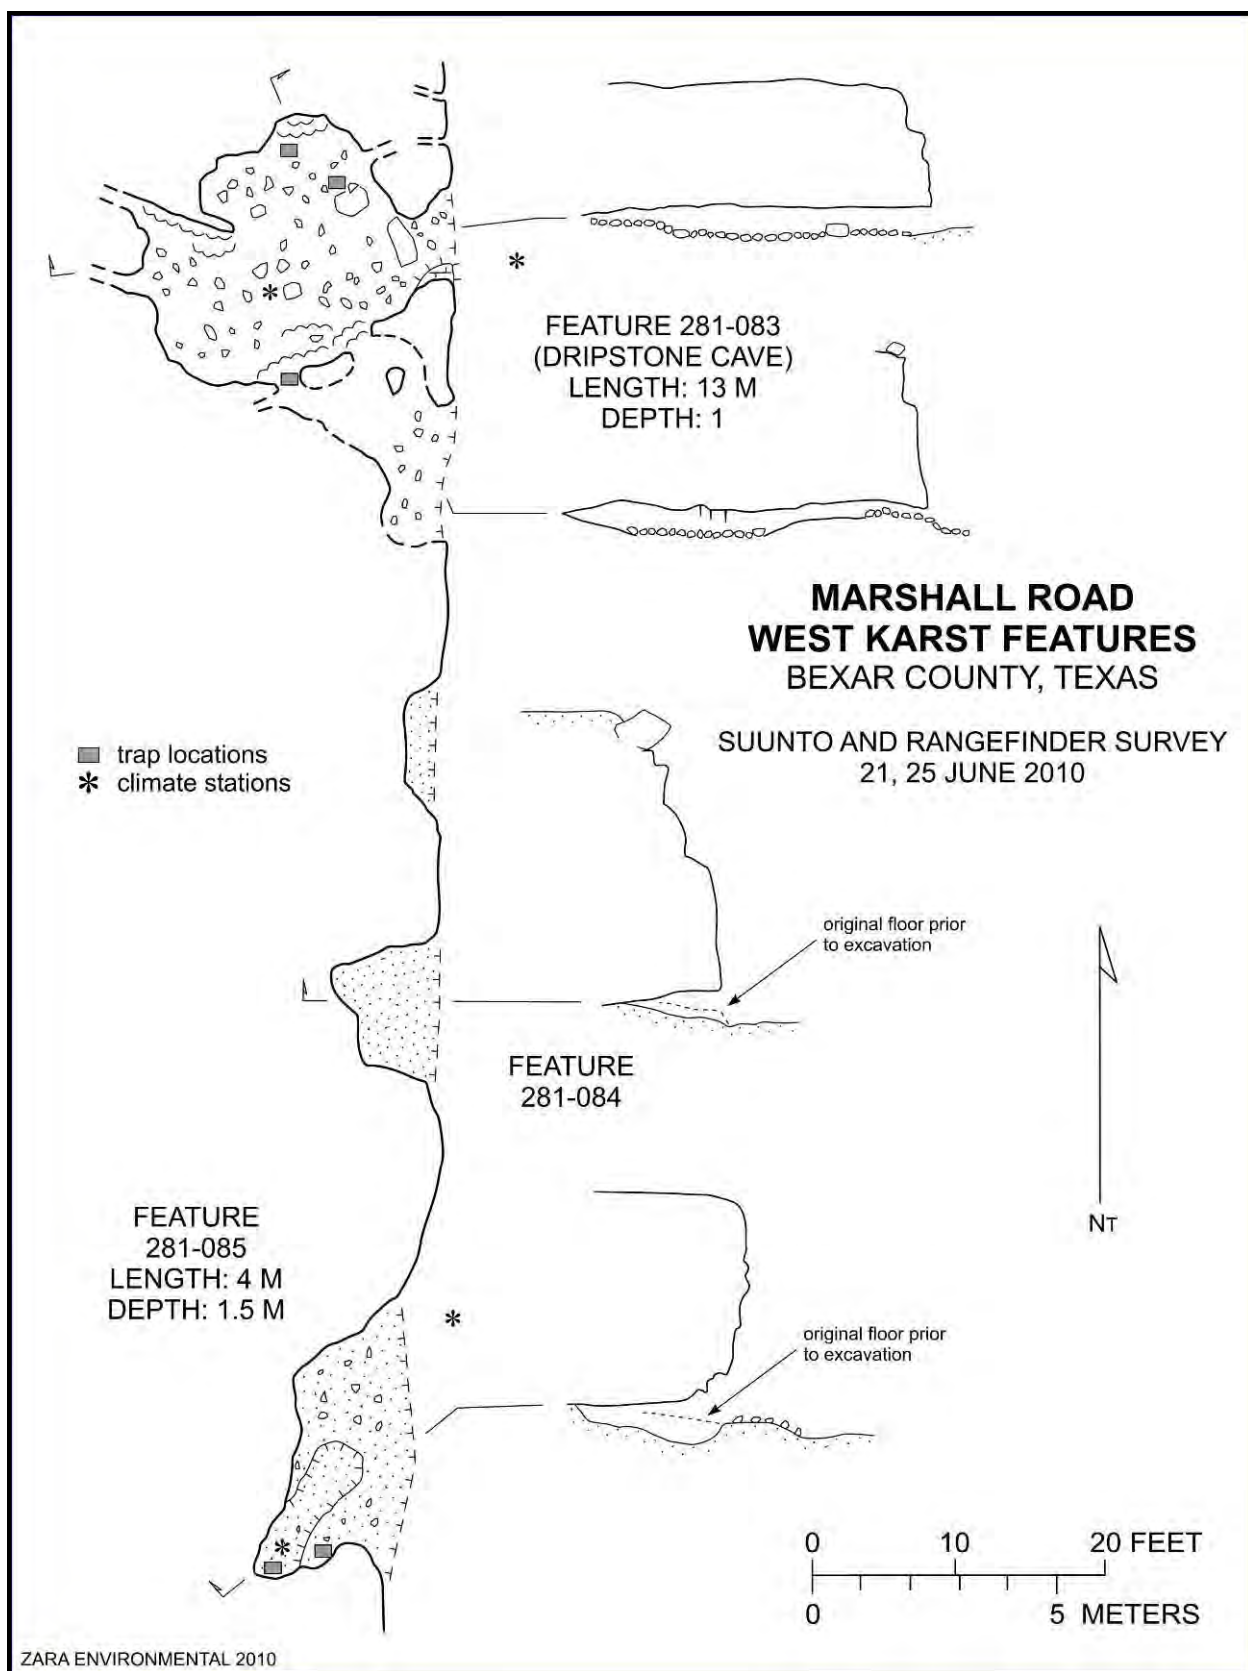 FEATURE 281-083
(DRIPSTONE CAVE)
LENGTH: 13 M
DEPTH: 1
MARSHALL ROAD
WEST KARST FEATURES
BEXAR COUNTY, TEXAS
SUUNTO AND RANGEFINDER SURVEY
21, 25 JUNE 2010
trap locations
climate stations
original floor prior
to excavation
FEATURE
281-084
FEATURE
281-085
LENGTH: 4 M
DEPTH: 1.5 M
NT
original floor prior
to excavation
0 10 20 FEET
0 5 METERS
ZARA ENVIRONMENTAL 2010